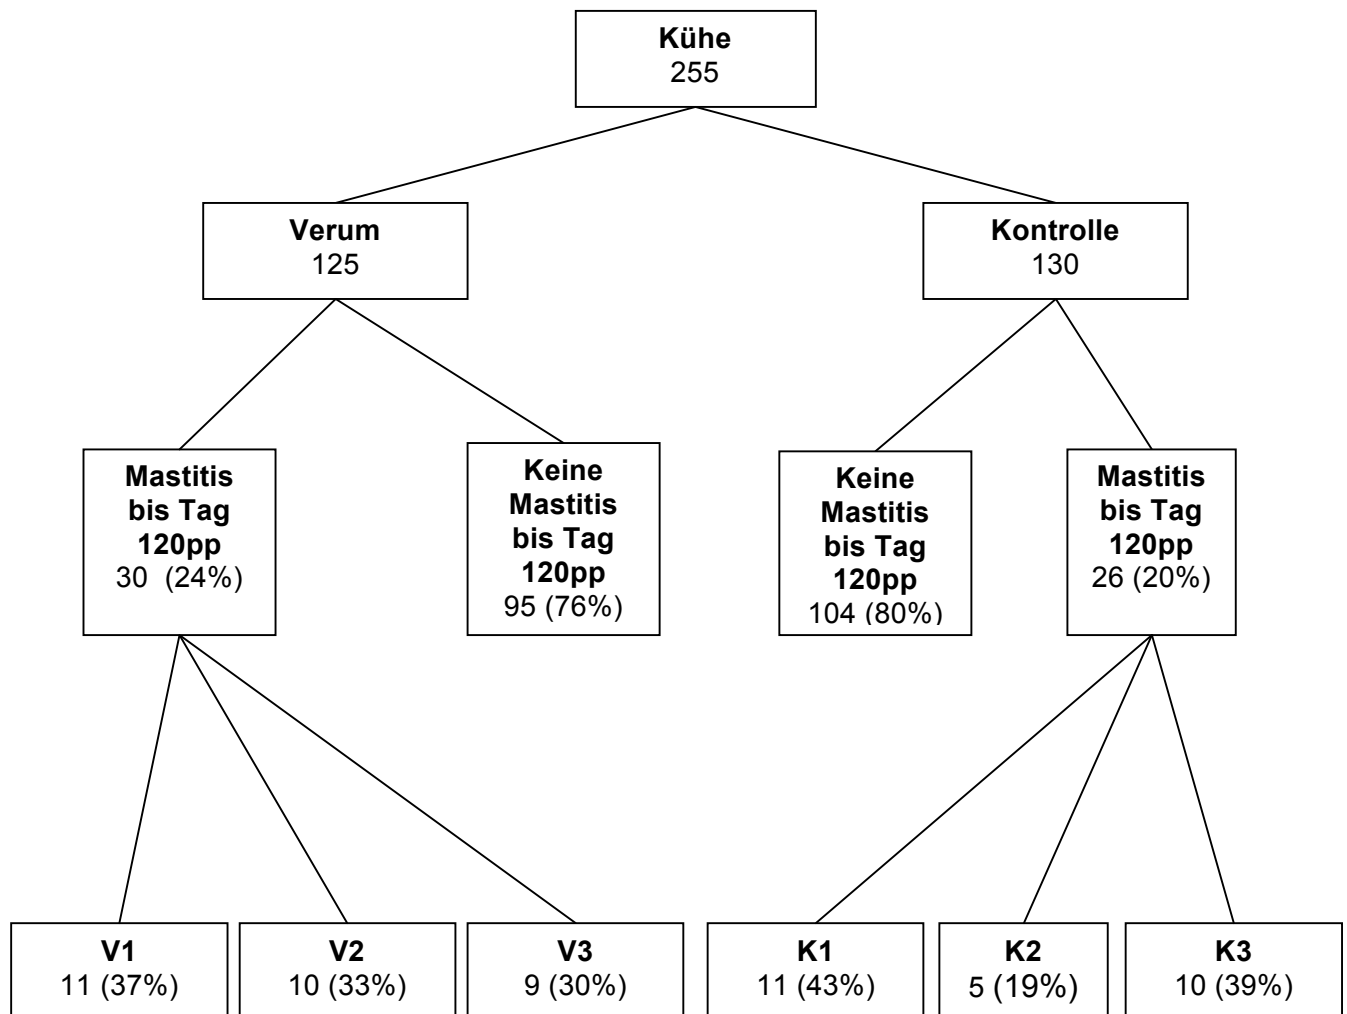 Kühe
255
Verum
125
Kontrolle
130
Mastitis
bis Tag
120pp
30 (24%)
Keine
Mastitis
bis Tag
120pp
95 (76%)
Keine
Mastitis
bis Tag
120pp
104 (80%)
Mastitis
bis Tag
120pp
26 (20%)
V1
11 (37%)
V2
10 (33%)
V3
9 (30%)
K1
11 (43%)
K2
5 (19%)
K3
10 (39%)